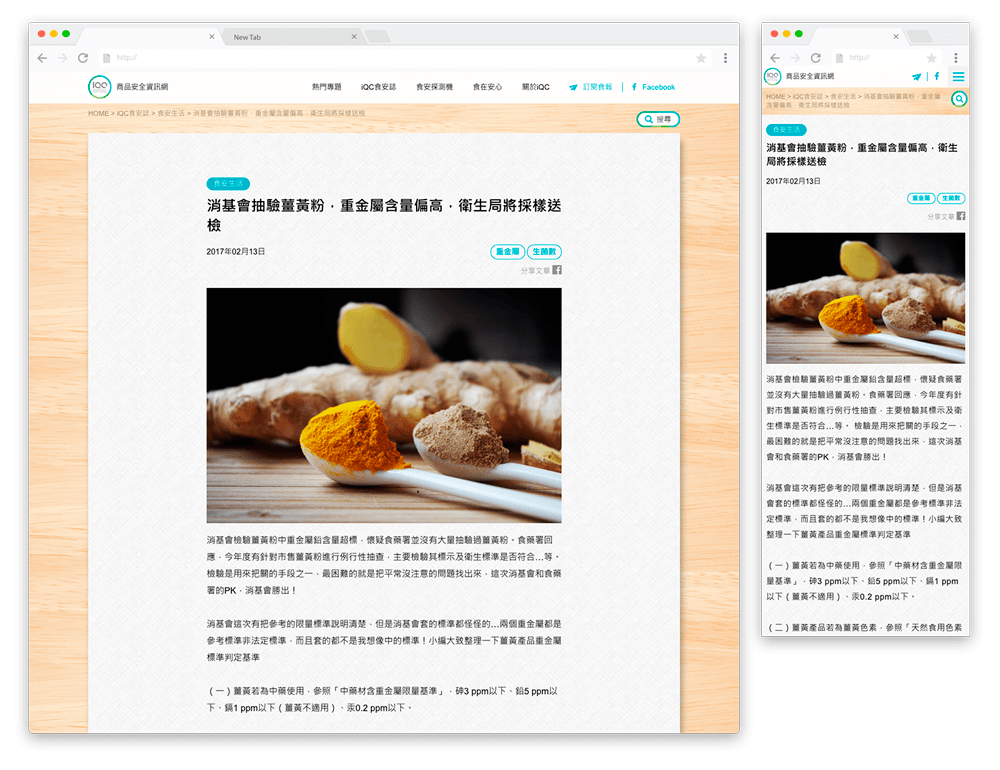 New Tab
http://
iQC
商品安全資訊網
熱門專題
iQC食安誌
食安探測機
食在安心
關於iQC
訂閱食報
Facebook
HOME > iQC食安誌 > 食安生活 > 消基會抽驗薑黃粉，重金屬含量偏高，衛生局將採樣送檢
搜尋
食安生活
消基會抽驗薑黃粉，重金屬含量偏高，衛生局將採樣送
檢
2017年02月13日
重金屬
生菌數
分享文章
消基會檢驗薑黃粉中重金屬鉛含量超標，懷疑食藥署並沒有大量抽驗過薑黃粉。食藥署回
應，今年度有針對市售薑黃粉進行例行性抽查，主要檢驗其標示及衛生標準是否符合…等。
檢驗是用來把關的手段之一，最困難的就是把平常沒注意的問題找出來，這次消基會和食藥
署的PK，消基會勝出！
消基會這次有把參考的限量標準說明清楚，但是消基會套的標準都怪怪的…兩個重金屬都是
參考標準非法定標準，而且套的都不是我想像中的標準！小編大致整理一下薑黃產品重金屬
標準判定基準
（一）薑黃若為中藥使用，參照「中藥材含重金屬限量基準」，砷3 ppm以下、鉛5 ppm以
下、鎘1 ppm以下（薑黃不適用）、汞0.2 ppm以下。
http://
iQC
商品安全資訊網
HOME > iQC食安誌 > 食安生活 > 消基會抽驗薑黃粉，重金屬
含量偏高，衛生局將採樣送檢
食安生活
消基會抽驗薑黃粉，重金屬含量偏高，衛生
局將採樣送檢
2017年02月13日
重金屬
生菌數
分享文章
消基會檢驗薑黃粉中重金屬鉛含量超標，懷疑食藥署
並沒有大量抽驗過薑黃粉。食藥署回應，今年度有針
對市售薑黃粉進行例行性抽查，主要檢驗其標示及衛
生標準是否符合…等。 檢驗是用來把關的手段之一，
最困難的就是把平常沒注意的問題找出來，這次消基
會和食藥署的PK，消基會勝出！
消基會這次有把參考的限量標準說明清楚，但是消基
會套的標準都怪怪的…兩個重金屬都是參考標準非法
定標準，而且套的都不是我想像中的標準！小編大致
整理一下薑黃產品重金屬標準判定基準
（一）薑黃若為中藥使用，參照「中藥材含重金屬限
量基準」，砷3 ppm以下、鉛5 ppm以下、鎘1 ppm
以下（薑黃不適用）、汞0.2 ppm以下。
（二）薑黃產品若為薑黃色素，參照「天然食用色素